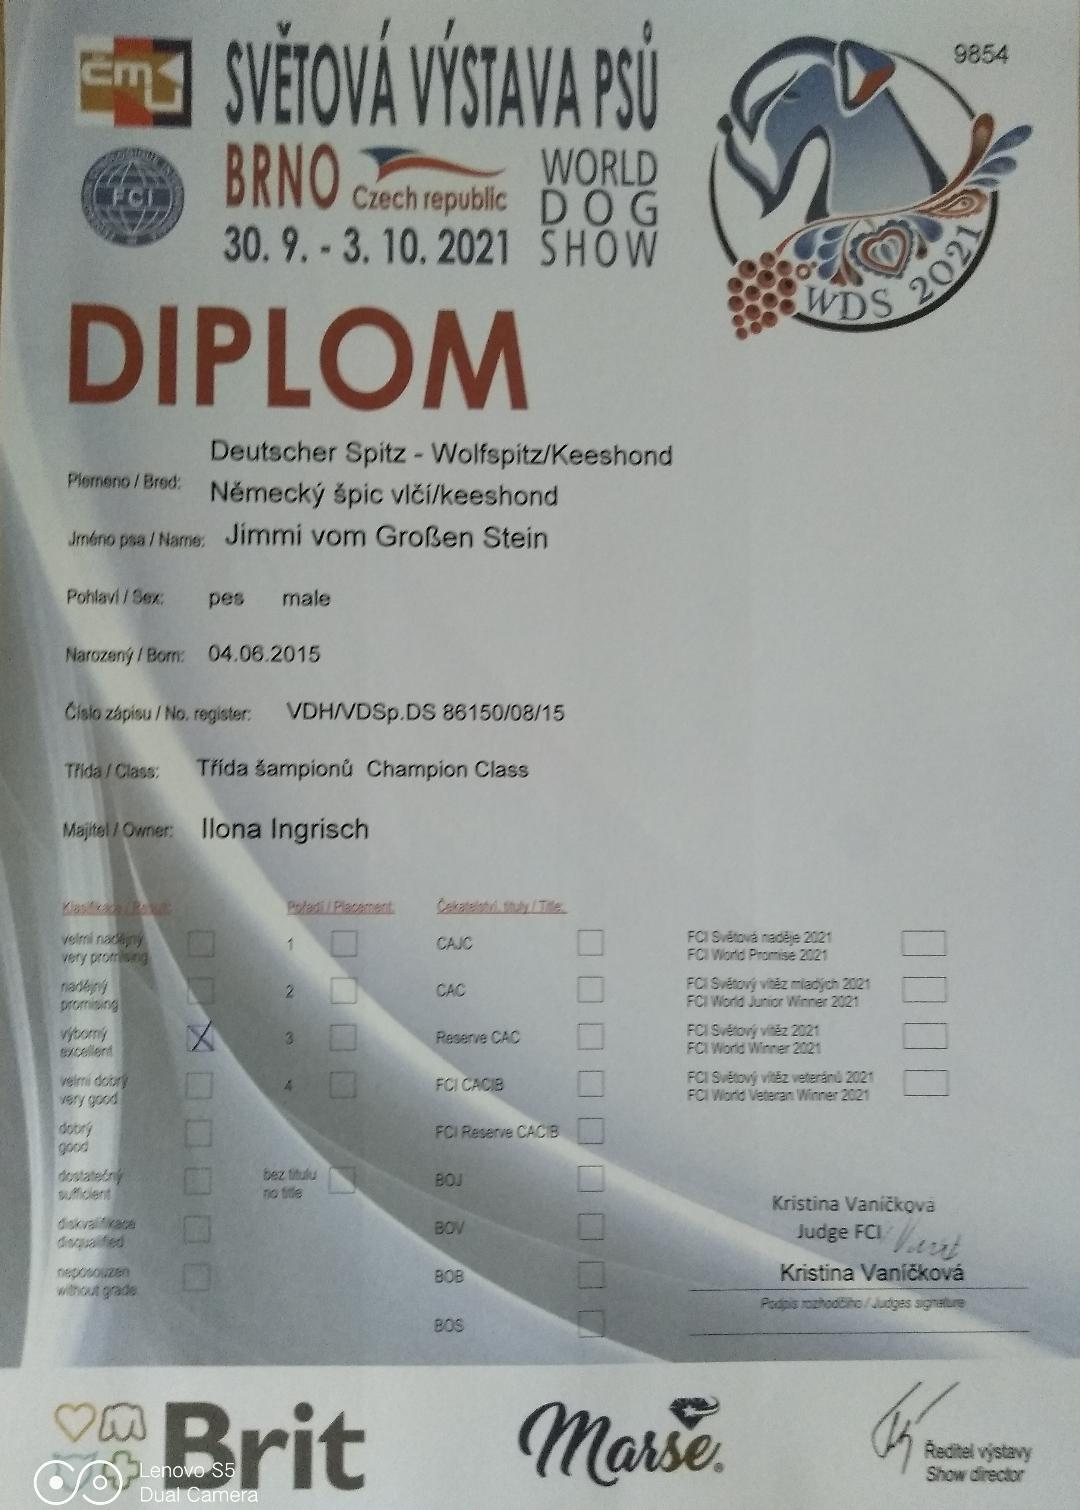 ČMKU
SVĚTOVÁ VÝSTAVA PSŮ
9854
FCI
BRNO Czech republic WORLD DOG SHOW
30. 9. - 3. 10. 2021
WDS 2021
DIPLOM
Plemeno / Bred: Deutscher Spitz - Wolfspitz/Keeshond
Německý špic vlčí/keeshond
Jméno psa / Name: Jimmi vom Großen Stein
Pohlaví / Sex: pes male
Narozený / Born: 04.06.2015
Číslo zápisu / No. register: VDH/VDSp.DS 86150/08/15
Třída / Class: Třída šampionů Champion Class
Majitel / Owner: Ilona Ingrisch
Klasifikace / Result: Pořadí / Placement: Čekatelství, tituly / Title:
velmi nadějný 1 CAJC FCI Světová naděje 2021
very promising FCI World Promise 2021
nadějný 2 CAC FCI Světový vítěz mladých 2021
promising FCI World Junior Winner 2021
výborný X 3 Reserve CAC FCI Světový vítěz 2021
excellent FCI World Winner 2021
velmi dobrý 4 FCI CACIB FCI Světový vítěz veteránů 2021
very good FCI World Veteran Winner 2021
dobrý FCI Reserve CACIB
good
dostatečný bez titulu BOJ
sufficient no title
Kristina Vaníčková
diskvalifikace BOV Judge FCI
disqualified
neposouzen BOB Kristina Vaníčková
without grade
Podpis rozhodčího / Judges signature
BOS
Brit
Marse®
Ředitel výstavy
Show director
Lenovo S5
Dual Camera